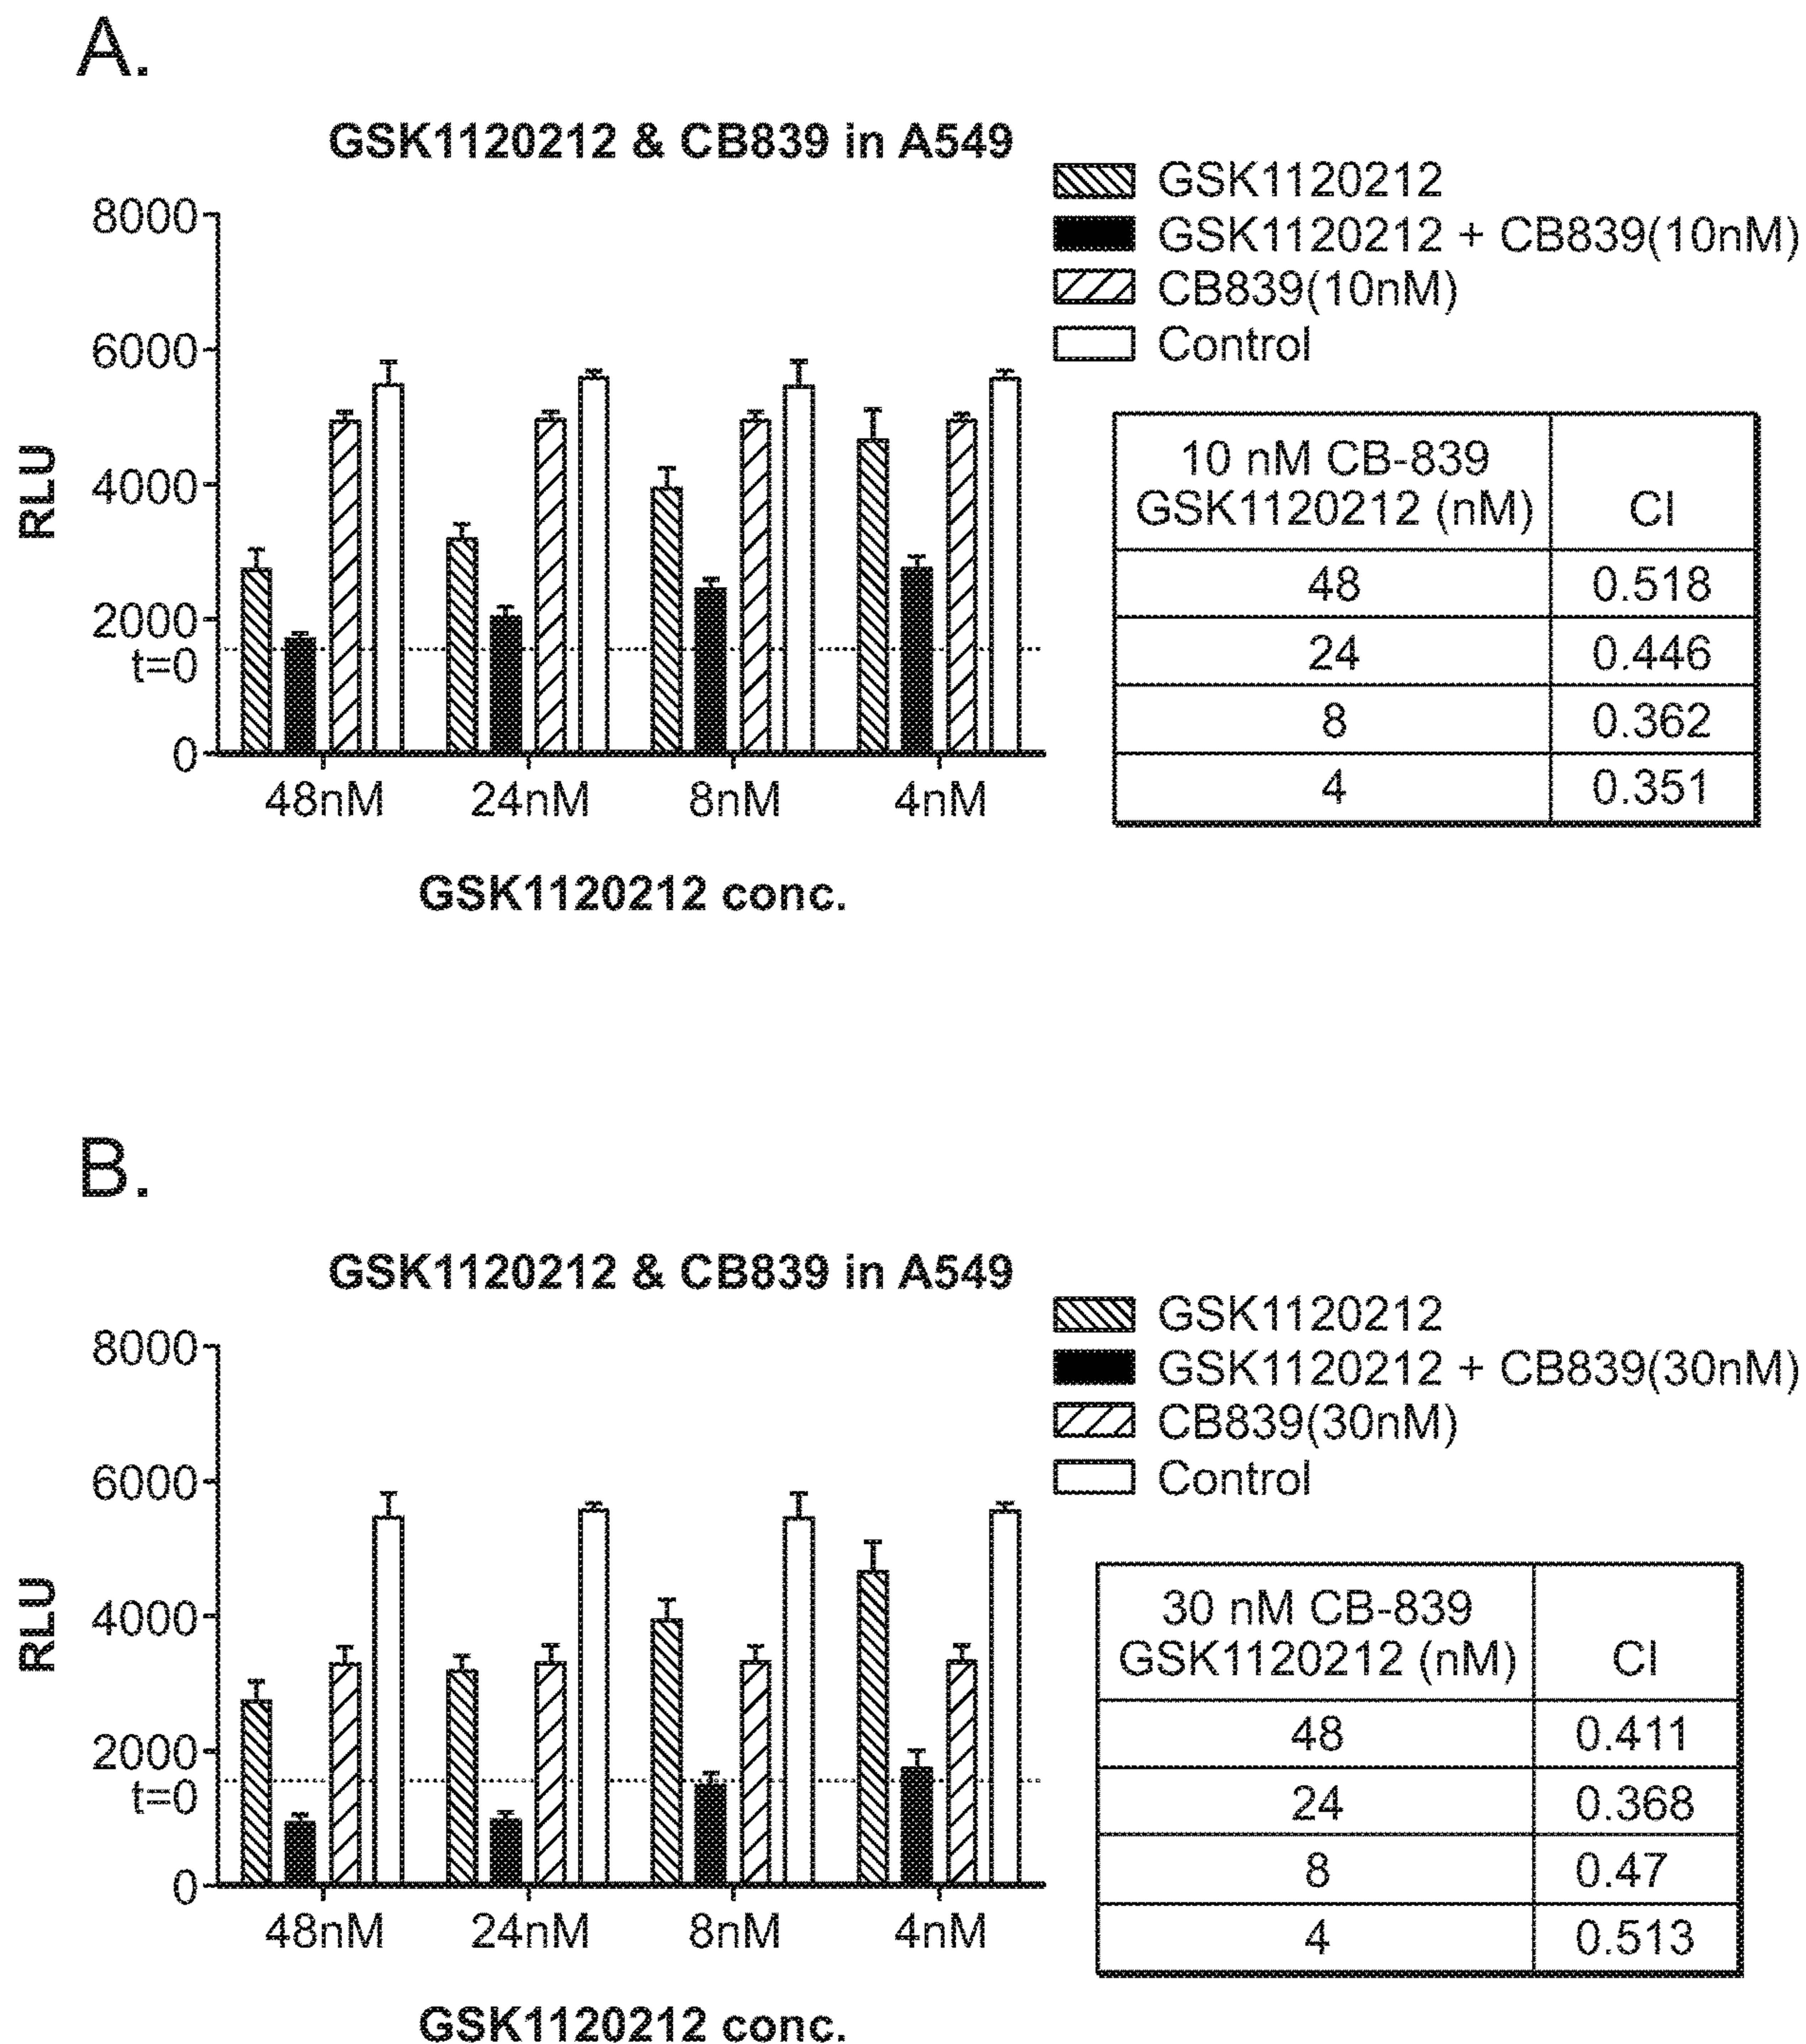 A.
GSK1120212 & CB839 in A549
GSK1120212
GSK1120212 + CB839(10nM)
CB839(10nM)
Control
RLU
8000
6000
4000
2000
t=0
0
48nM 24nM 8nM 4nM
GSK1120212 conc.
10 nM CB-839
GSK1120212 (nM) CI
48 0.518
24 0.446
8 0.362
4 0.351
B.
GSK1120212 & CB839 in A549
GSK1120212
GSK1120212 + CB839(30nM)
CB839(30nM)
Control
RLU
8000
6000
4000
2000
t=0
0
48nM 24nM 8nM 4nM
GSK1120212 conc.
30 nM CB-839
GSK1120212 (nM) CI
48 0.411
24 0.368
8 0.47
4 0.513